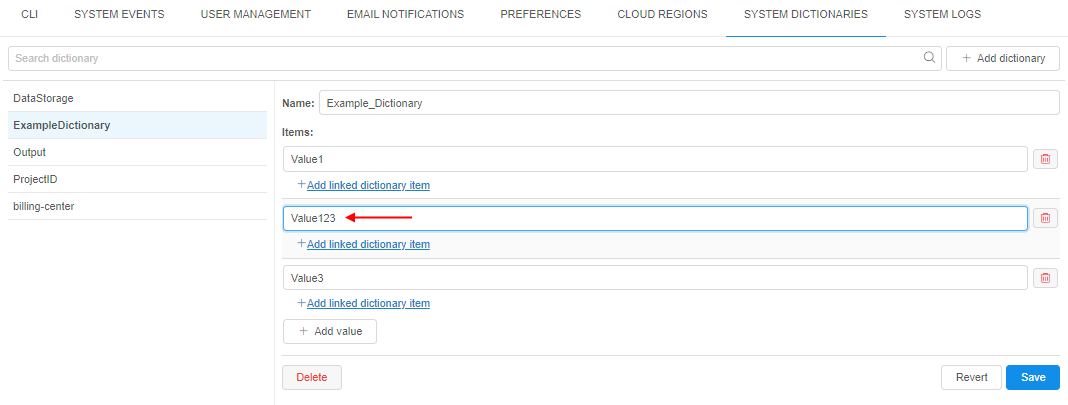 CLI SYSTEM EVENTS USER MANAGEMENT EMAIL NOTIFICATIONS PREFERENCES CLOUD REGIONS SYSTEM DICTIONARIES SYSTEM LOGS
Search dictionary + Add dictionary
DataStorage
ExampleDictionary
Output
ProjectID
billing-center
Name: Example_Dictionary
Items:
Value1
+Add linked dictionary item
Value123
+Add linked dictionary item
Value3
+Add linked dictionary item
+ Add value
Delete Revert Save